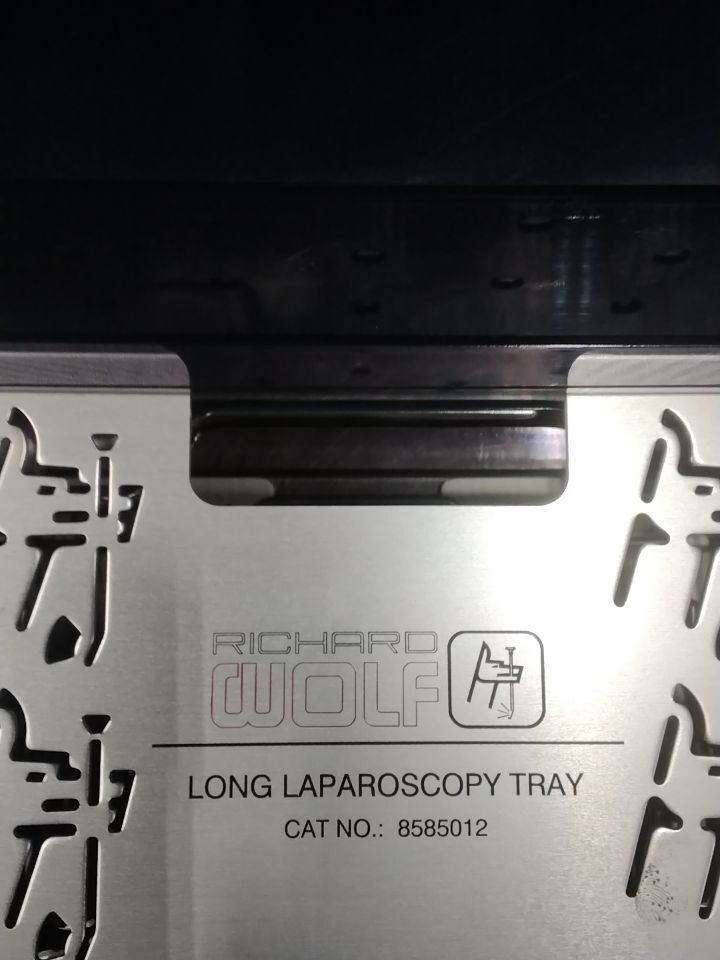 RICHARD
WOLF
LONG LAPAROSCOPY TRAY
CAT NO.: 8585012